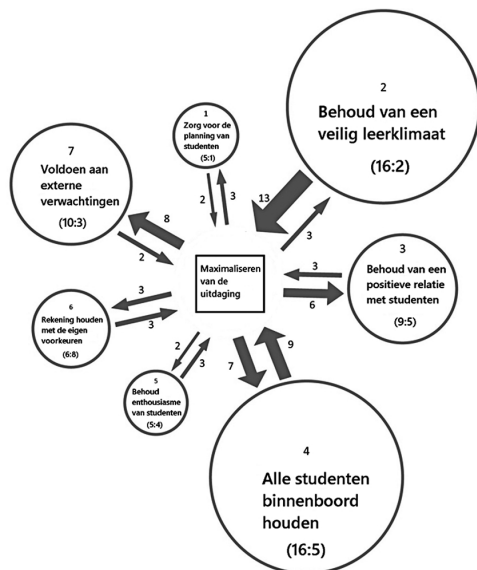 1
Zorg voor de
planning van
studenten
(5:1)
2
Behoud van een
veilig leerklimaat
(16:2)
7
Voldoen aan
externe
verwachtingen
(10:3)
2
3
13
3
8
2
Maximaliseren
van de
uitdaging
3
Behoud van een
positieve relatie
met studenten
(9:5)
3
6
6
Rekening houden
met de eigen
voorkeuren
(6:8)
3
3
5
Behoud
enthousiasme
van studenten
(5:4)
2
3
7
9
4
Alle studenten
binnenboord
houden
(16:5)